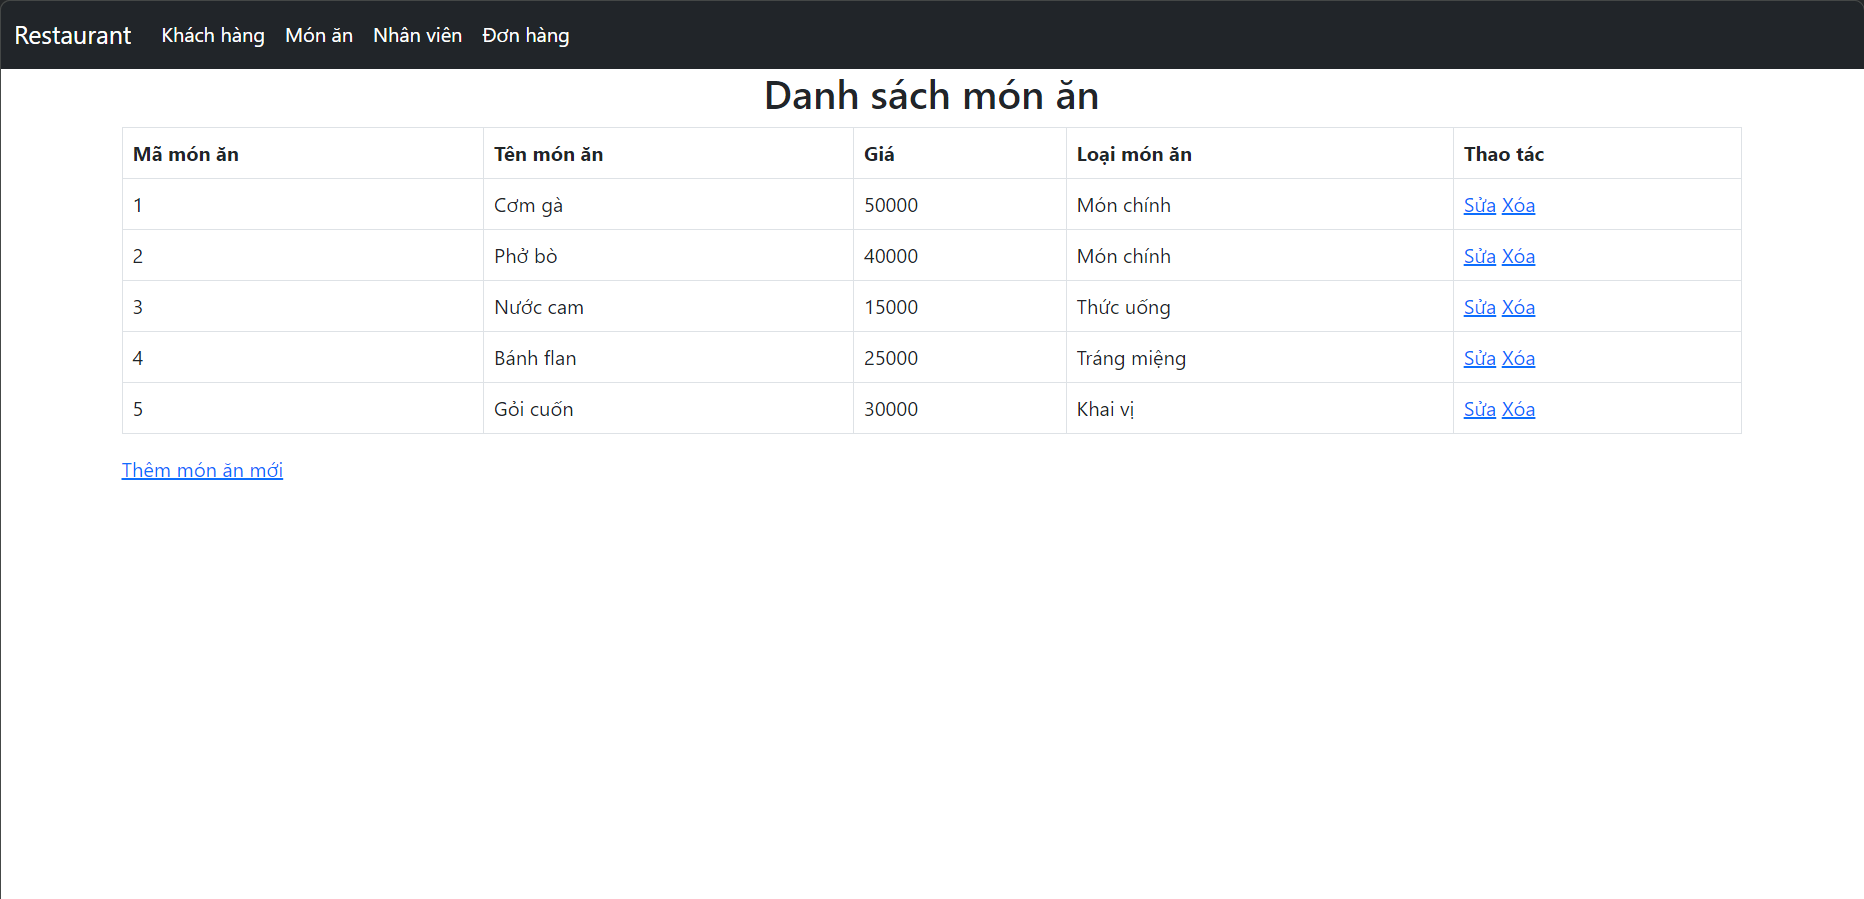 Restaurant Khách hàng Món ăn Nhân viên Đơn hàng
Danh sách món ăn
Mã món ăn Tên món ăn Giá Loại món ăn Thao tác
1 Cơm gà 50000 Món chính Sửa Xóa
2 Phở bò 40000 Món chính Sửa Xóa
3 Nước cam 15000 Thức uống Sửa Xóa
4 Bánh flan 25000 Tráng miệng Sửa Xóa
5 Gỏi cuốn 30000 Khai vị Sửa Xóa
Thêm món ăn mới